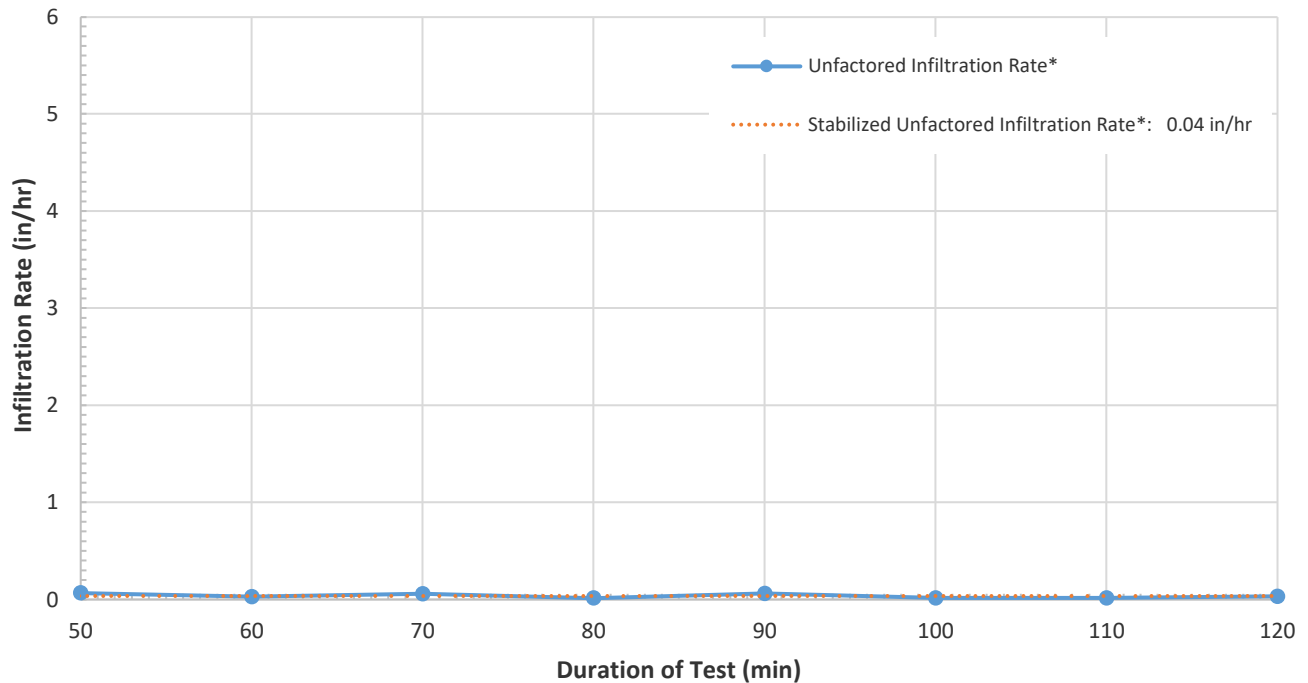 6
5
4
3
2
1
0
Infiltration Rate (in/hr)
Unfactored Infiltration Rate*
Stabilized Unfactored Infiltration Rate*: 0.04 in/hr
50 60 70 80 90 100 110 120
Duration of Test (min)